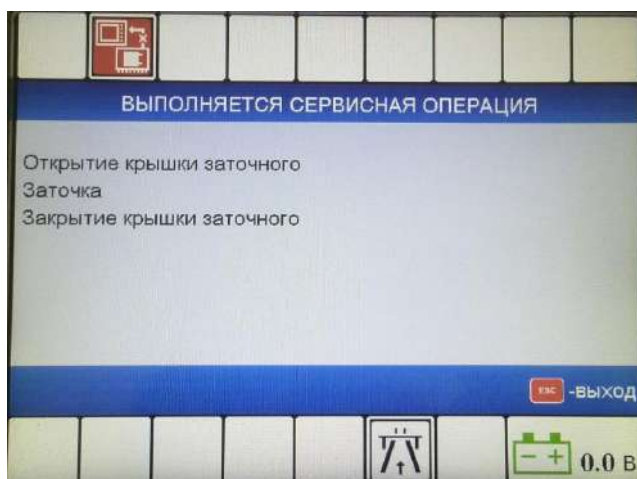 ВЫПОЛНЯЕТСЯ СЕРВИСНАЯ ОПЕРАЦИЯ
Открытие крышки заточного
Заточка
Закрытие крышки заточного
ESC -ВЫХОД
- + 0.0 В